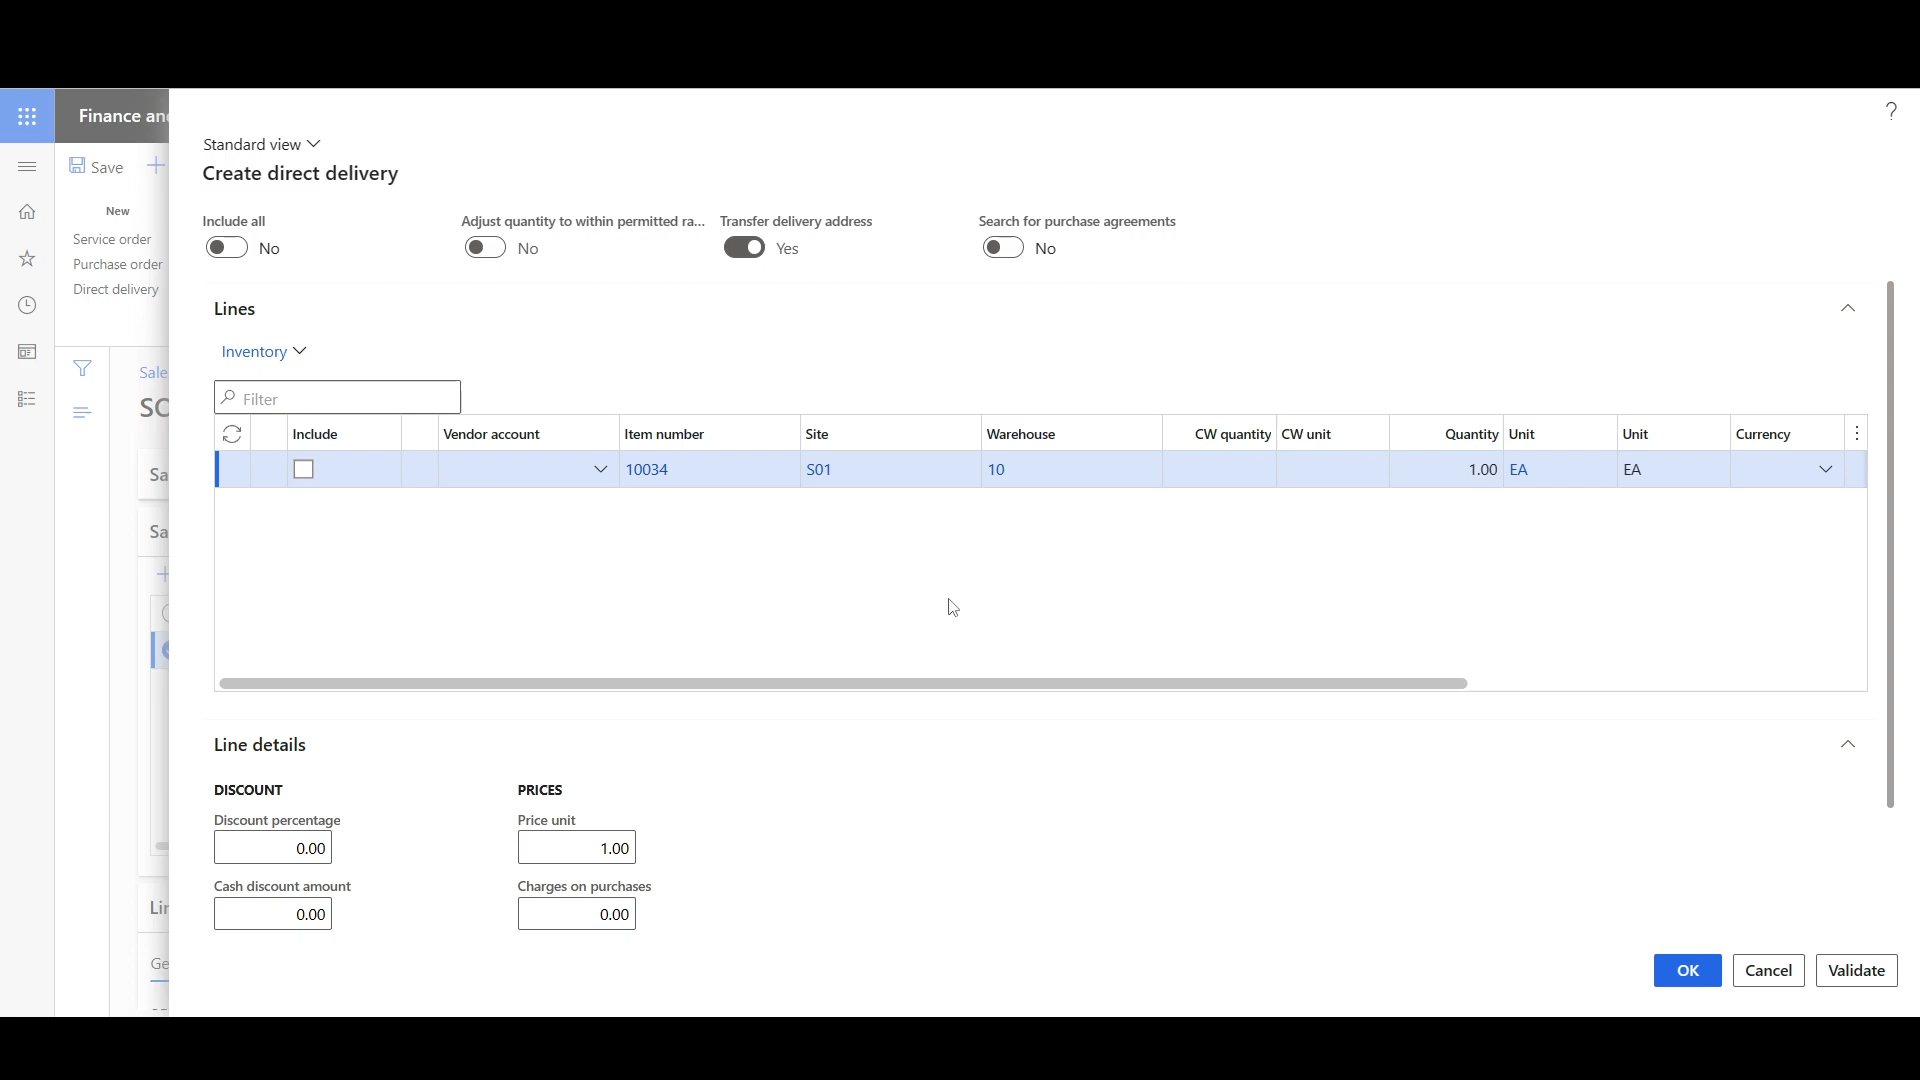 Finance an
?
Save
New
Service order
Purchase order
Direct delivery
Sale
SO
Sa
Sa
Lin
Ge
Standard view
Create direct delivery
Include all
No
Adjust quantity to within permitted ra...
No
Transfer delivery address
Yes
Search for purchase agreements
No
Lines
Inventory
Filter
Include Vendor account Item number Site Warehouse CW quantity CW unit Quantity Unit Unit Currency
10034 S01 10 1.00 EA EA
Line details
DISCOUNT
Discount percentage
0.00
Cash discount amount
0.00
PRICES
Price unit
1.00
Charges on purchases
0.00
OK Cancel Validate